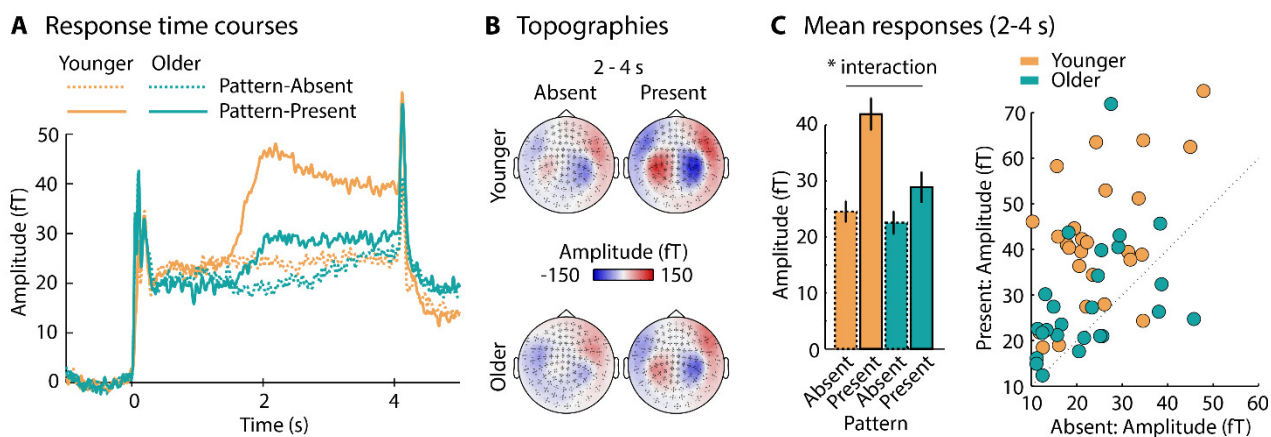 A Response time courses
Younger Older
Pattern-Absent
Pattern-Present
Amplitude (fT)
50
40
30
20
10
0
0 2 4
Time (s)
B Topographies
2 - 4 s
Absent Present
Younger
Amplitude (fT)
-150 150
Older
C Mean responses (2-4 s)
* interaction
Amplitude (fT)
40
30
20
10
0
Absent Present Absent Present
Pattern
Younger
Older
Present: Amplitude (fT)
70
60
50
40
30
20
10
10 20 30 40 50 60
Absent: Amplitude (fT)